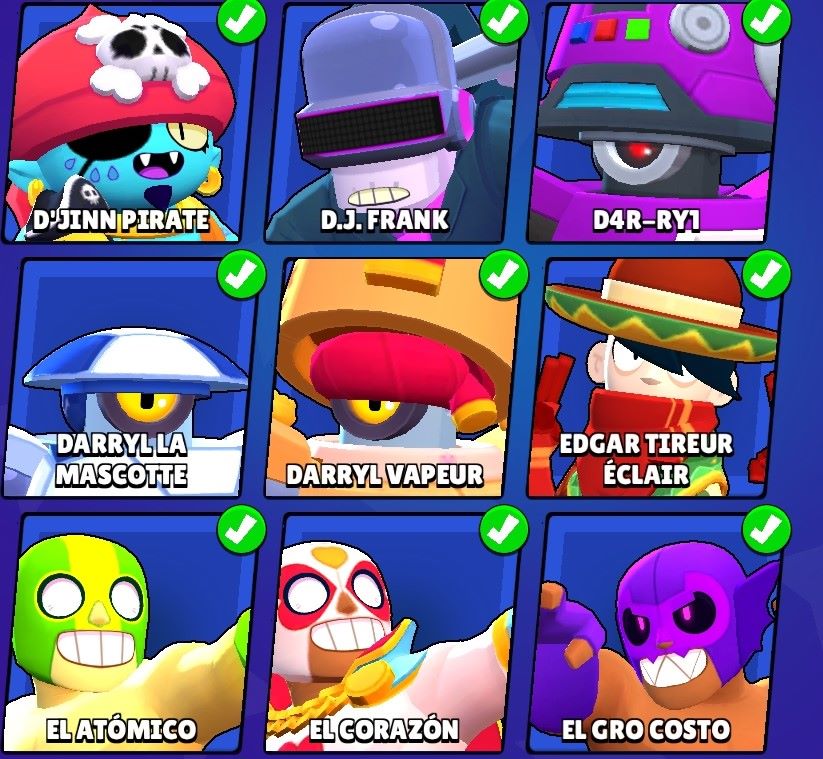 D'JINN PIRATE
D.J. FRANK
D4R-RY1
DARRYL LA
MASCOTTE
DARRYL VAPEUR
EDGAR TIREUR
ÉCLAIR
EL ATÓMICO
EL CORAZÓN
EL GRO COSTO